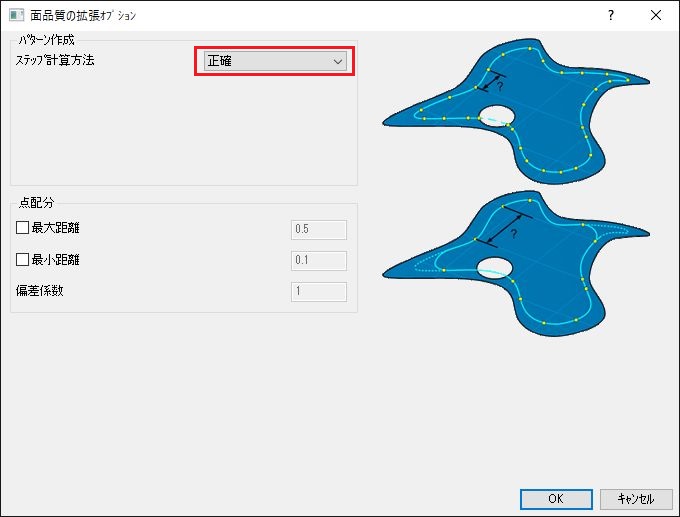 面品質の拡張ｵﾌﾟｼｮﾝ
?
ﾊﾟﾀｰﾝ作成
ｽﾃｯﾌﾟ計算方法
正確
?
点配分
最大距離
0.5
最小距離
0.1
偏差係数
1
?
OK
ｷｬﾝｾﾙ